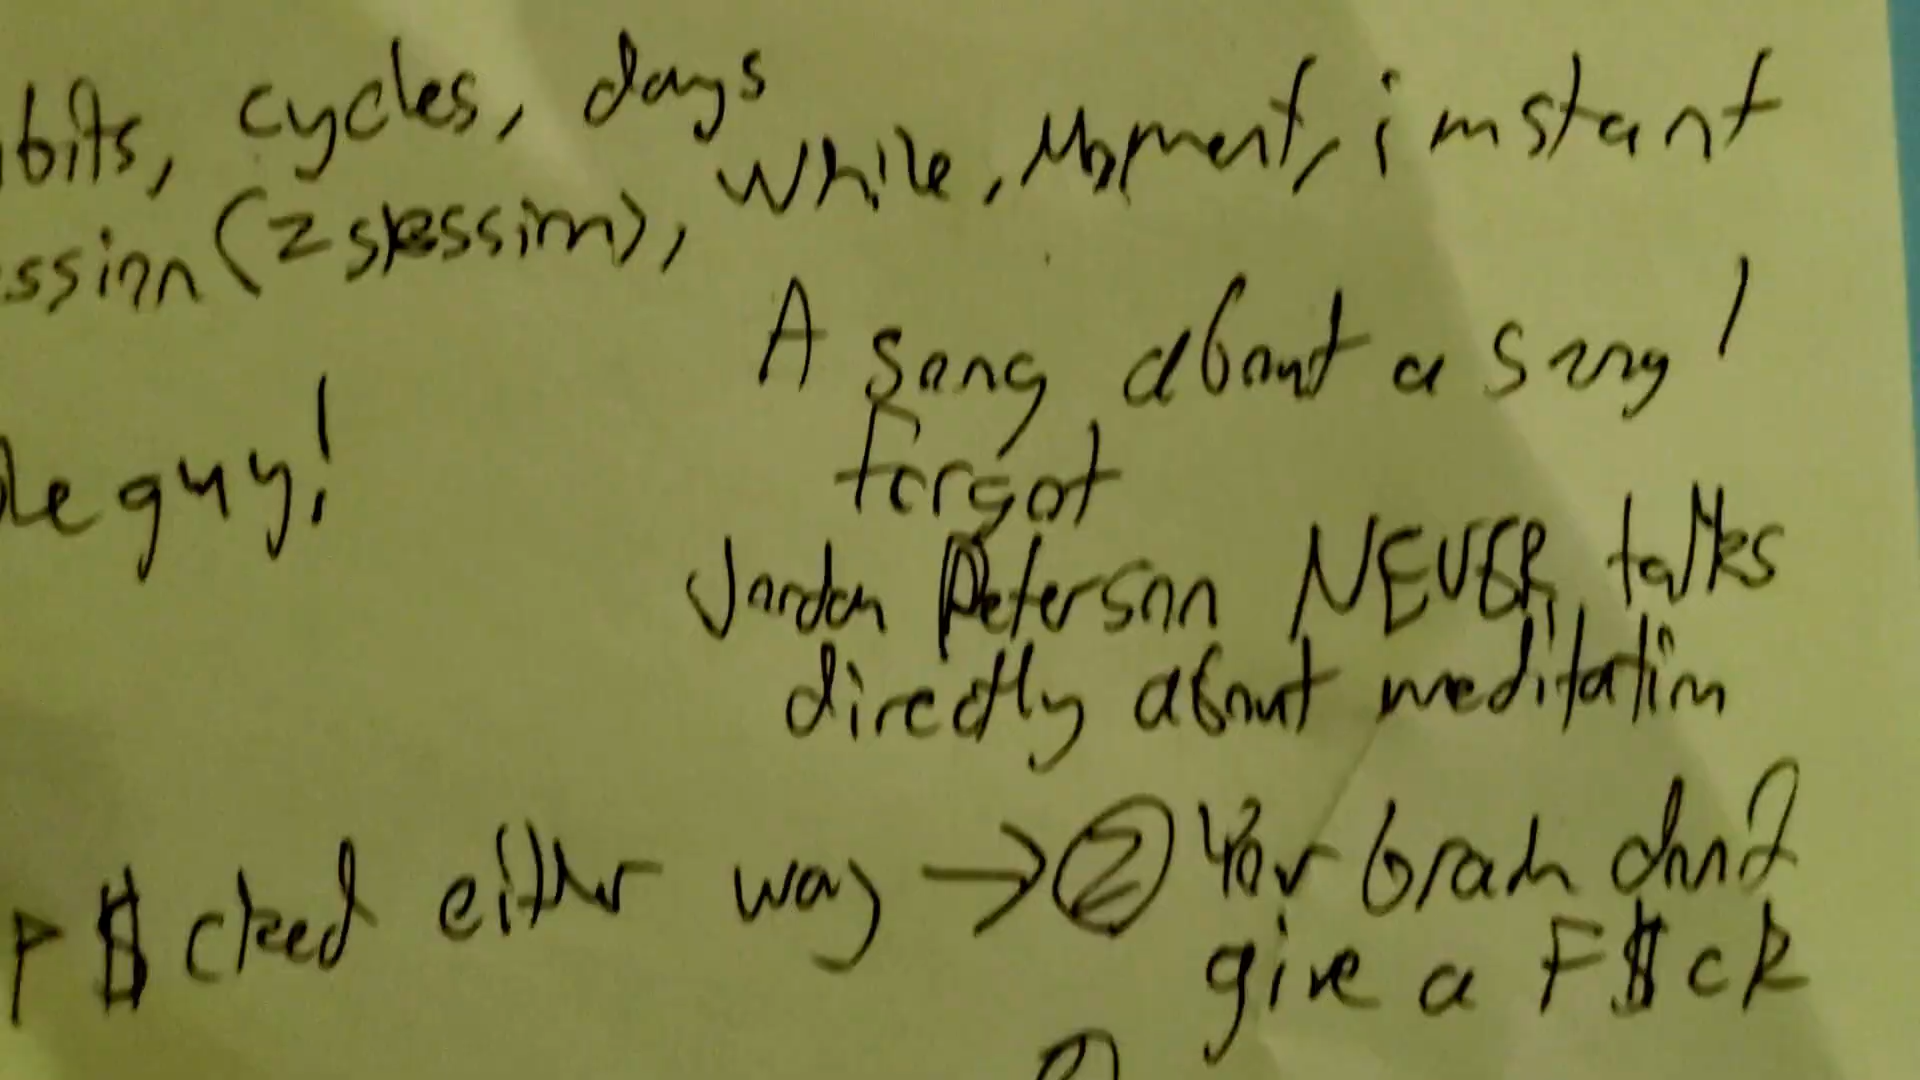 bits, cycles, days
while, Moment, instant
ssion (2 session),
A song about a song!
forgot
le guy!
Jordan Peterson NEVER talks
directly about meditation
F$cked either way → ② Your brain don't
give a F$ck